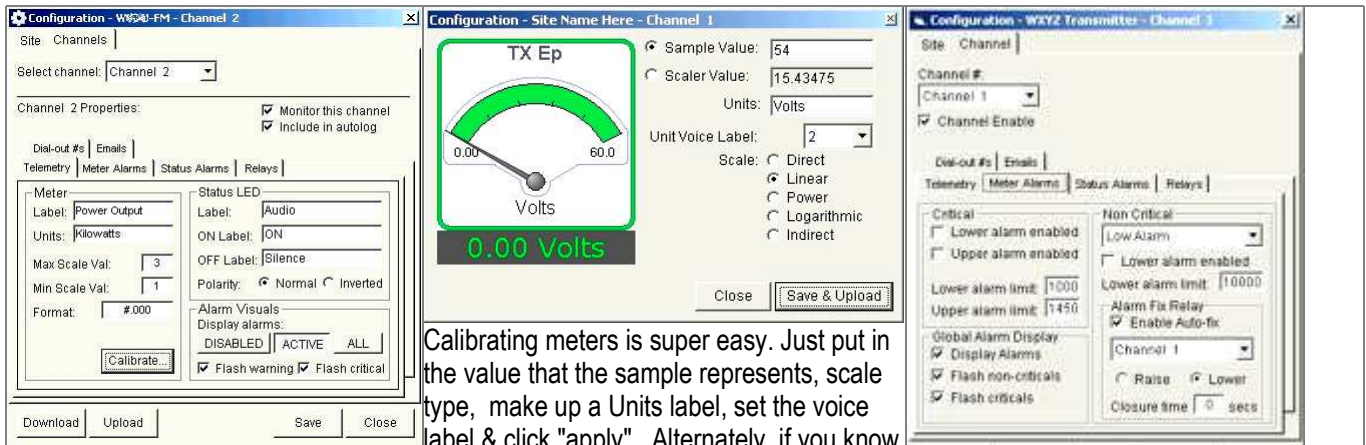 Configuration - -FM - Channel 2
Site Channels
Select channel: Channel 2
Channel 2 Properties:
Monitor this channel
Include in autolog
Dial-out #s Emails
Telemetry Meter Alarms Status Alarms Relays
Meter
Label: Power Output
Units: Kilowatts
Max Scale Val: 3
Min Scale Val: 1
Format: #.000
Calibrate...
Status LED
Label: Audio
ON Label: ON
OFF Label: Silence
Polarity: Normal Inverted
Alarm Visuals
Display alarms:
DISABLED ACTIVE ALL
Flash warning Flash critical
Download Upload Save Close
Configuration - Site Name Here - Channel 1
TX Ep
0.00 60.0
Volts
0.00 Volts
Sample Value: 54
Scaler Value: 15.43475
Units: Volts
Unit Voice Label: 2
Scale: Direct
Linear
Power
Logarithmic
Indirect
Close Save & Upload
Calibrating meters is super easy. Just put in
the value that the sample represents, scale
type, make up a Units label, set the voice
label & click "apply". Alternately, if you know
Configuration - WXYZ Transmitter - Channel 1
Site Channel
Channel #:
Channel 1
Channel Enable
Dial-out #s Emails
Telemetry Meter Alarms Status Alarms Relays
Critical
Lower alarm enabled
Upper alarm enabled
Lower alarm limit: 1000
Upper alarm limit: 1450
Global Alarm Display
Display Alarms
Flash non-criticals
Flash criticals
Non Critical
Low Alarm
Lower alarm enabled
Lower alarm limit: 10000
Alarm Fix Relay
Enable Auto-fix
Channel 1
Raise Lower
Closure time 0 secs